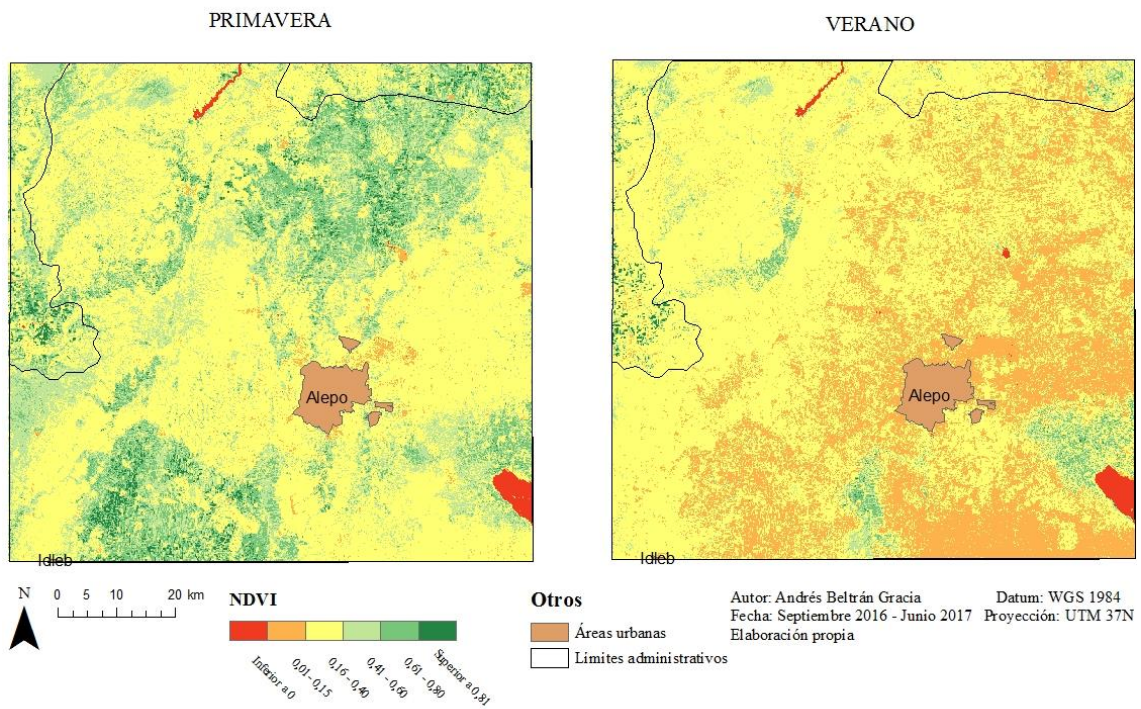 PRIMAVERA
VERANO
Alepo
Idleb
Alepo
Idleb
N
0 5 10 20 km
NDVI
Inferior a 0
0,01 - 0,15
0,16 - 0,40
0,41 - 0,60
0,61 - 0,80
Superior a 0,81
Otros
Áreas urbanas
Limites administrativos
Autor: Andrés Beltrán Gracia Datum: WGS 1984
Fecha: Septiembre 2016 - Junio 2017 Proyección: UTM 37N
Elaboración propia